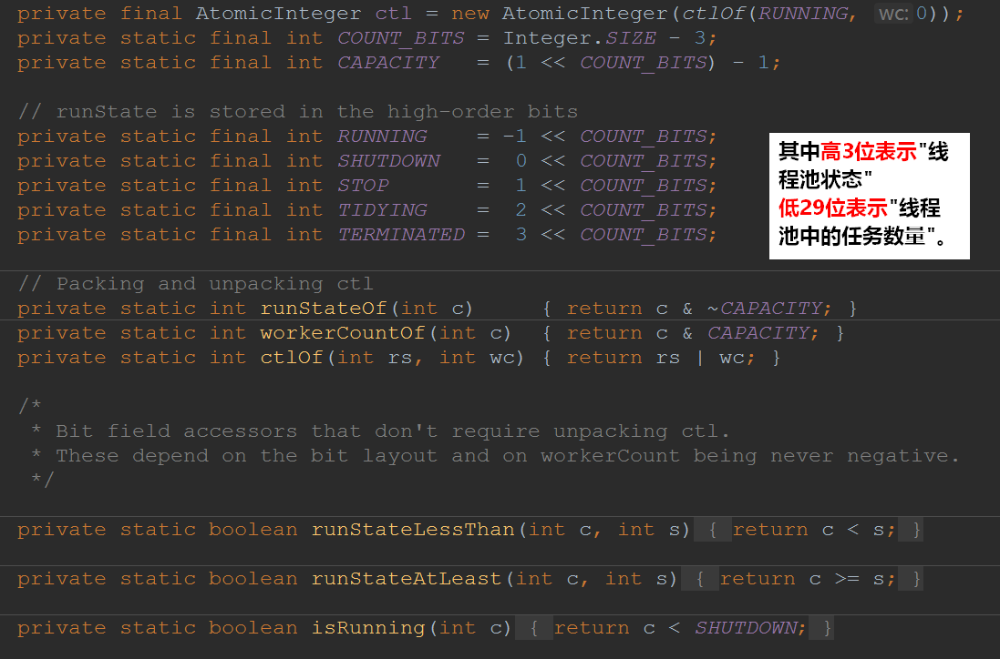 private final AtomicInteger ctl = new AtomicInteger(ctlOf(RUNNING, wc: 0));
private static final int COUNT_BITS = Integer.SIZE - 3;
private static final int CAPACITY   = (1 << COUNT_BITS) - 1;
// runState is stored in the high-order bits
private static final int RUNNING    = -1 << COUNT_BITS;
private static final int SHUTDOWN   =  0 << COUNT_BITS;
private static final int STOP       =  1 << COUNT_BITS;
private static final int TIDYING    =  2 << COUNT_BITS;
private static final int TERMINATED =  3 << COUNT_BITS;
其中高3位表示"线
程池状态"
低29位表示"线程
池中的任务数量"。
// Packing and unpacking ctl
private static int runStateOf(int c)     { return c & ~CAPACITY; }
private static int workerCountOf(int c)  { return c & CAPACITY; }
private static int ctlOf(int rs, int wc) { return rs | wc; }
/*
 * Bit field accessors that don't require unpacking ctl.
 * These depend on the bit layout and on workerCount being never negative.
 */
private static boolean runStateLessThan(int c, int s) { return c < s; }
private static boolean runStateAtLeast(int c, int s) { return c >= s; }
private static boolean isRunning(int c) { return c < SHUTDOWN; }